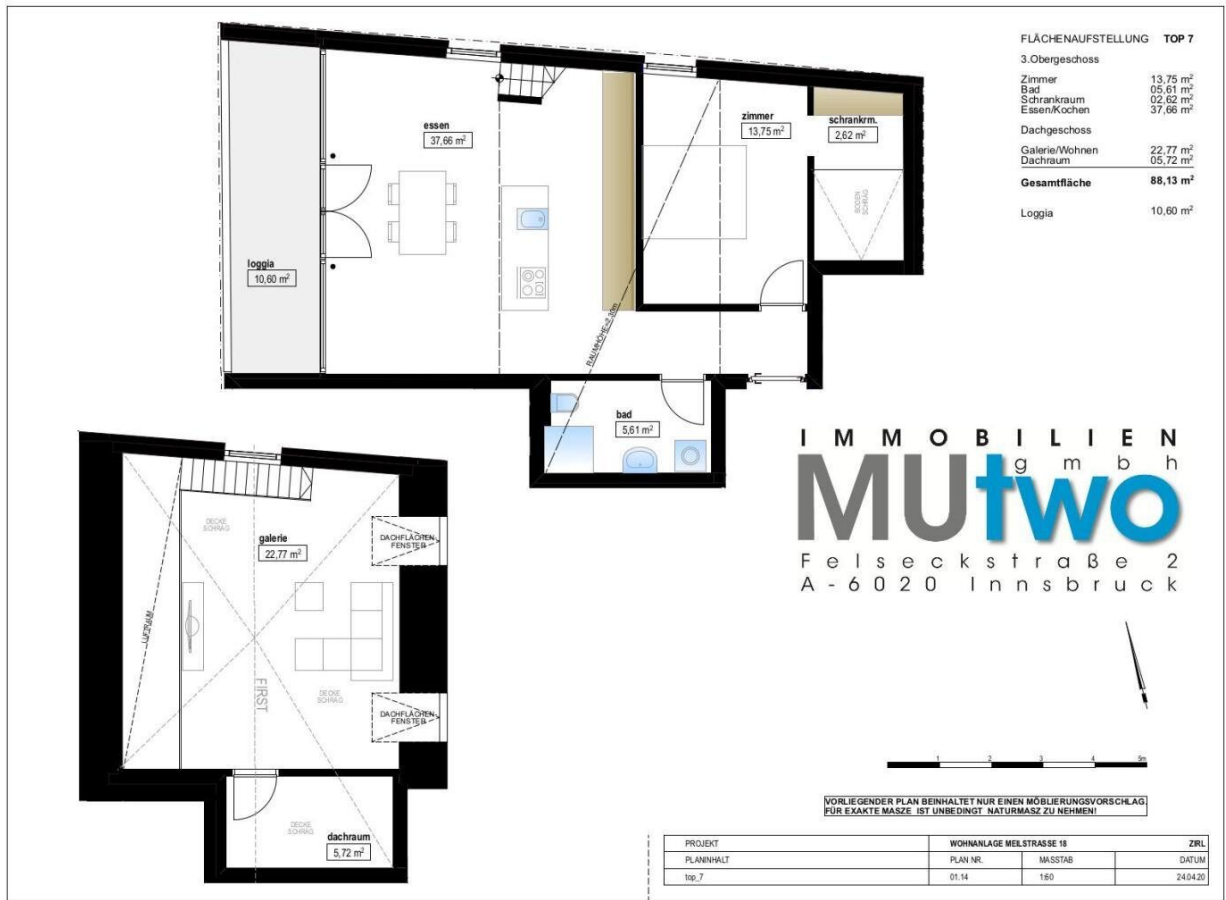 FLÄCHENAUFSTELLUNG TOP 7
3.Obergeschoss
Zimmer 13,75 m²
Bad 05,61 m²
Schrankraum 02,62 m²
Essen/Kochen 37,66 m²
Dachgeschoss
Galerie/Wohnen 22,77 m²
Dachraum 05,72 m²
Gesamtfläche 88,13 m²
Loggia 10,60 m²
essen
37,66 m²
zimmer
13,75 m²
schrankrm.
2,62 m²
BODEN
SCHRÄG
loggia
10,60 m²
RAUMHÖHE=2,30m
bad
5,61 m²
DECKE
SCHRÄG
galerie
22,77 m²
DACHFLÄCHEN
FENSTER
LUFTRAUM
FIRST
DECKE
SCHRÄG
DACHFLÄCHEN
FENSTER
DECKE
SCHRÄG
dachraum
5,72 m²
IMMOBILIEN
gmbh
MUtwo
Felseckstraße 2
A-6020 Innsbruck
1 2 3 4 5m
VORLIEGENDER PLAN BEINHALTET NUR EINEN MÖBLIERUNGSVORSCHLAG.
FÜR EXAKTE MASZE IST UNBEDINGT NATURMASZ ZU NEHMEN!
PROJEKT WOHNANLAGE MEILSTRASSE 18 ZIRL
PLANINHALT PLAN NR. MASSTAB DATUM
top_7 01.14 1:60 24.04.20